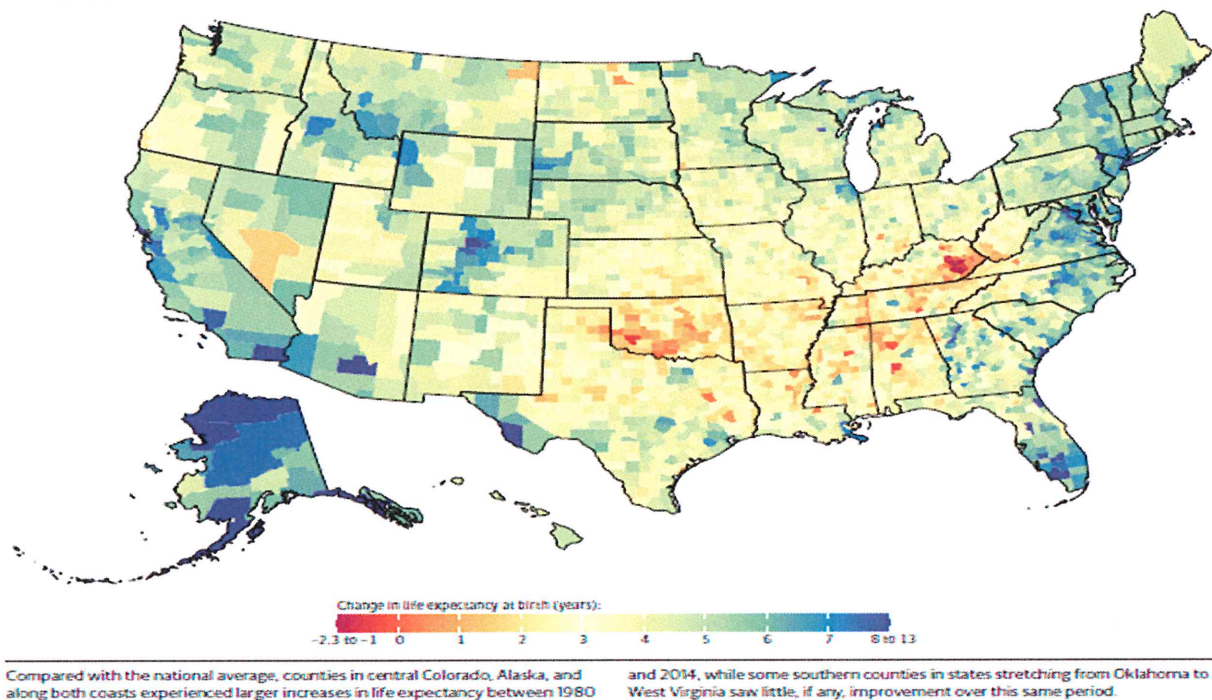 Change in life expectancy at birth (years):
-2.3 to -1 0 1 2 3 4 5 6 7 8 to 13
Compared with the national average, counties in central Colorado, Alaska, and
along both coasts experienced larger increases in life expectancy between 1980
and 2014, while some southern counties in states stretching from Oklahoma to
West Virginia saw little, if any, improvement over this same period.